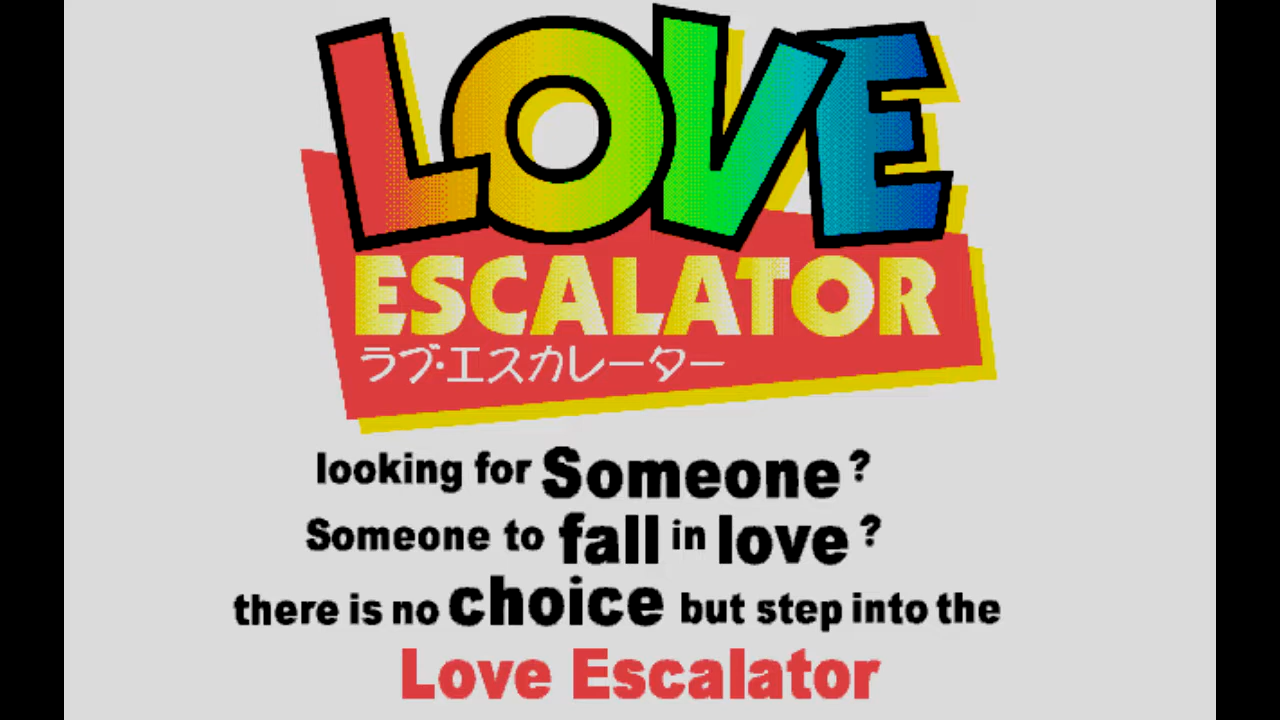 LOVE
ESCALATOR
ラブ・エスカレーター
looking for Someone?
Someone to fall in love?
there is no choice but step into the
Love Escalator